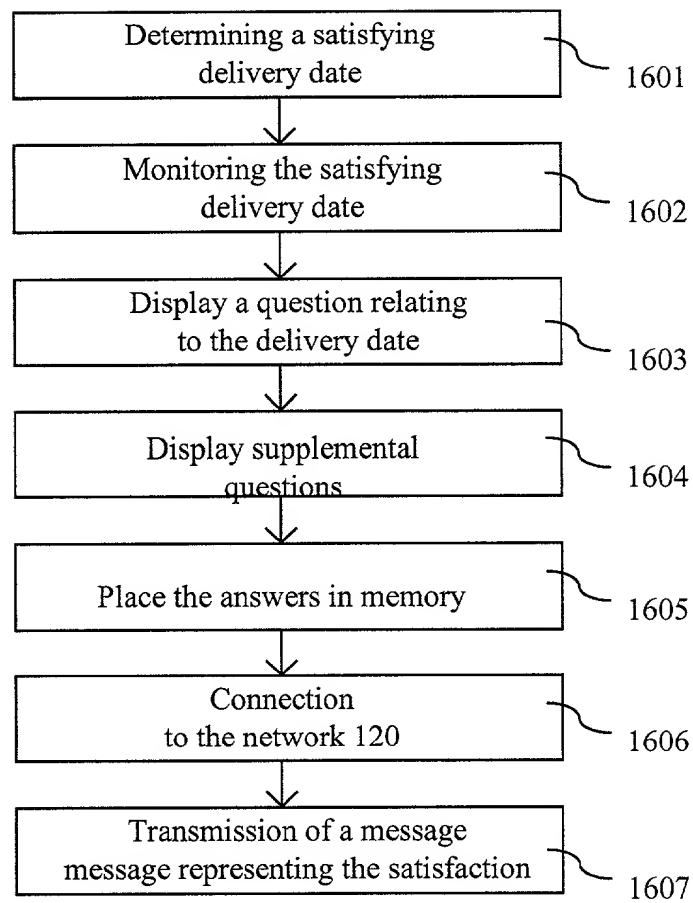 Determining a satisfying
delivery date
1601
Monitoring the satisfying
delivery date
1602
Display a question relating
to the delivery date
1603
Display supplemental
questions
1604
Place the answers in memory
1605
Connection
to the network 120
1606
Transmission of a message
message representing the satisfaction
1607